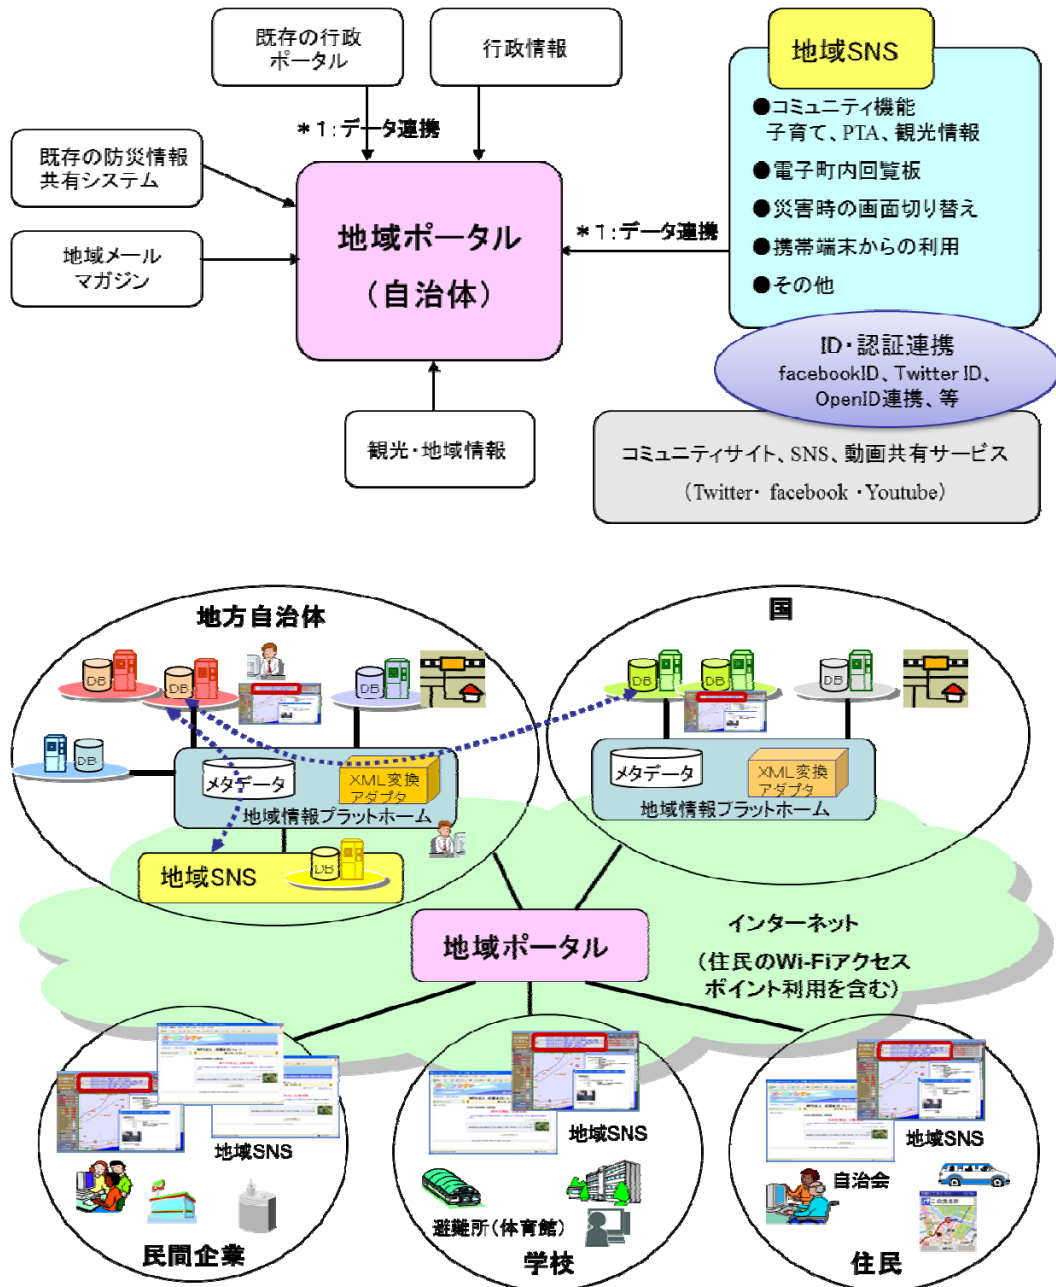 既存の行政
ポータル
行政情報
地域SNS
●コミュニティ機能
子育て、PTA、観光情報
●電子町内回覧板
●災害時の画面切り替え
●携帯端末からの利用
●その他
*1:データ連携
既存の防災情報
共有システム
地域メール
マガジン
地域ポータル
(自治体)
*1:データ連携
ID・認証連携
facebookID、Twitter ID、
OpenID連携、等
観光・地域情報
コミュニティサイト、SNS、動画共有サービス
(Twitter・ facebook ・Youtube)
地方自治体
国
DB
DB
DB
DB
DB
DB
DB
メタデータ
XML変換
アダプタ
地域情報プラットホーム
メタデータ
XML変換
アダプタ
地域情報プラットホーム
地域SNS
DB
地域ポータル
インターネット
(住民のWi-Fiアクセス
ポイント利用を含む)
地域SNS
民間企業
地域SNS
避難所(体育館)
学校
地域SNS
自治会
住民